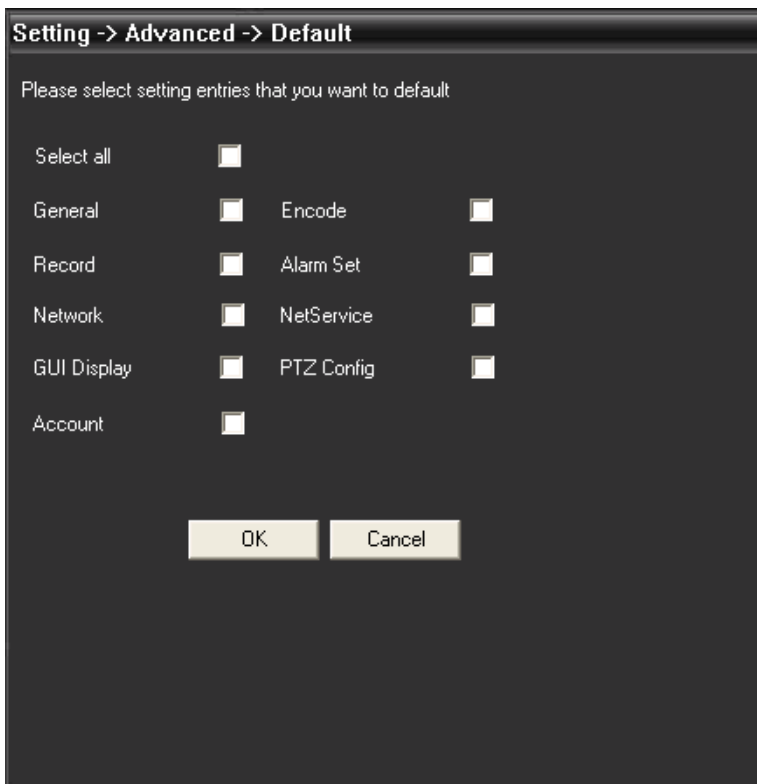 Setting -> Advanced -> Default
Please select setting entries that you want to default
Select all
General Encode
Record Alarm Set
Network NetService
GUI Display PTZ Config
Account
OK Cancel